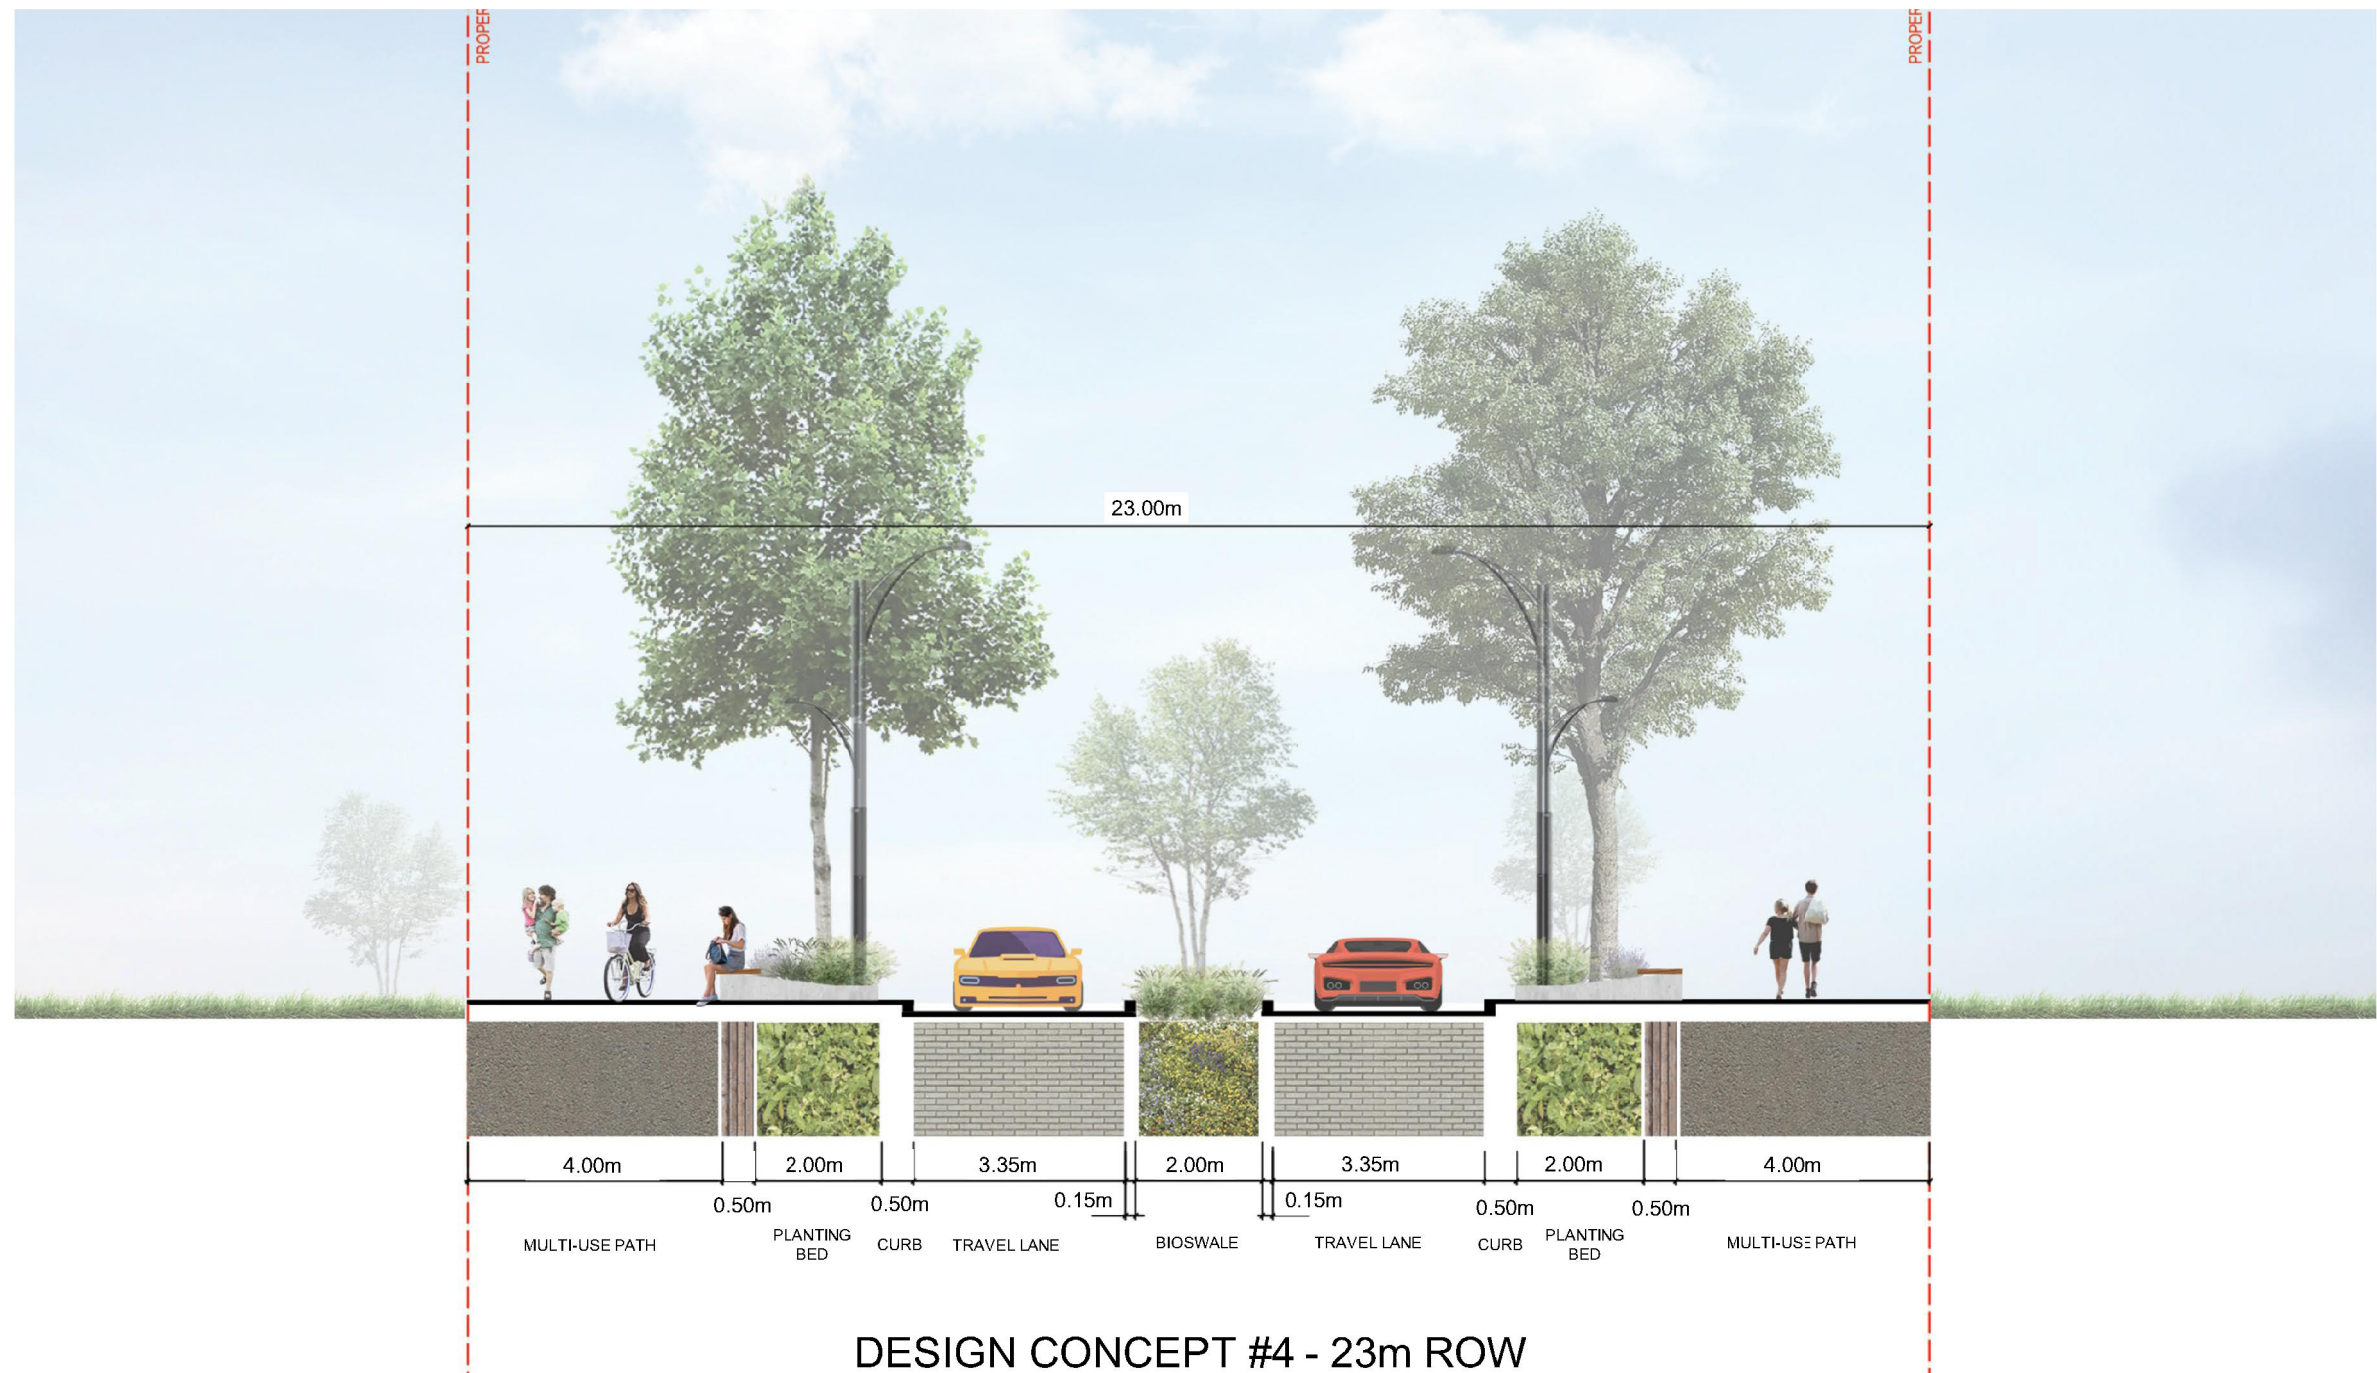 PROPER
PROPER
23.00m
4.00m
2.00m
3.35m
2.00m
3.35m
2.00m
4.00m
0.50m
0.50m
0.15m
0.15m
0.50m
0.50m
MULTI-USE PATH
PLANTING
BED
CURB
TRAVEL LANE
BIOSWALE
TRAVEL LANE
CURB
PLANTING
BED
MULTI-USE PATH
DESIGN CONCEPT #4 - 23m ROW